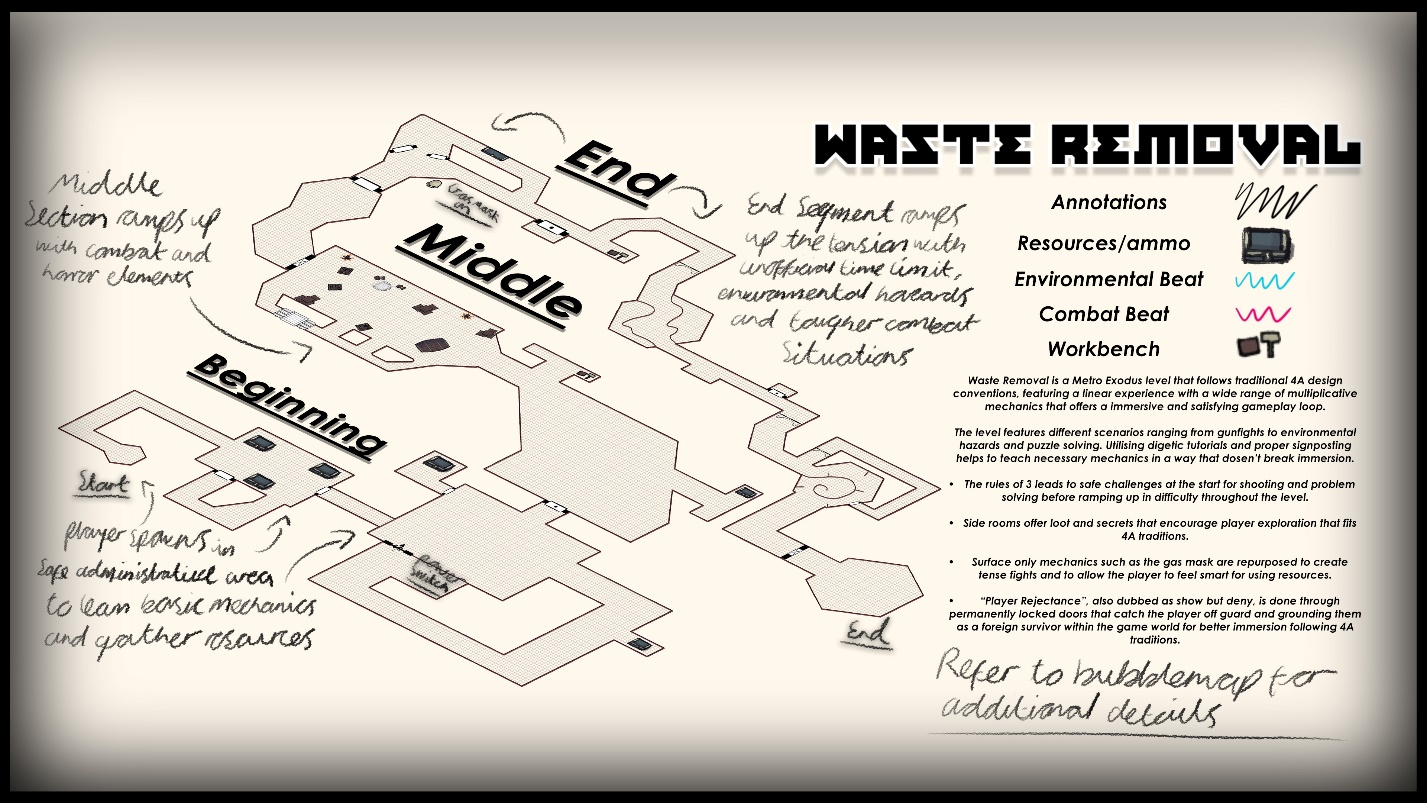 WASTE REMOVAL
Annotations
Resources/ammo
Environmental Beat
Combat Beat
Workbench
Waste Removal is a Metro Exodus level that follows traditional 4A design
conventions, featuring a linear experience with a wide range of multiplicative
mechanics that offers a immersive and satisfying gameplay loop.
The level features different scenarios ranging from gunfights to environmental
hazards and puzzle solving. Utilising digetic tutorials and proper signposting
helps to teach necessary mechanics in a way that dosen't break immersion.
• The rules of 3 leads to safe challenges at the start for shooting and problem
solving before ramping up in difficulty throughout the level.
• Side rooms offer loot and secrets that encourage player exploration that fits
4A traditions.
• Surface only mechanics such as the gas mask are repurposed to create
tense fights and to allow the player to feel smart for using resources.
• "Player Rejectance", also dubbed as show but deny, is done through
permanently locked doors that catch the player off guard and grounding them
as a foreign survivor within the game world for better immersion following 4A
traditions.
Refer to bubblemap for
additional details
End
End Segment ramps
up the tension with
unofficial time limit,
environmental hazards
and tougher combat
Situations
Gas mask
on
Middle
Middle
Section ramps up
with combat and
horror elements
Beginning
Start
player spawns in
Safe administrative area
to learn basic mechanics
and gather resources
Power
Switch
End